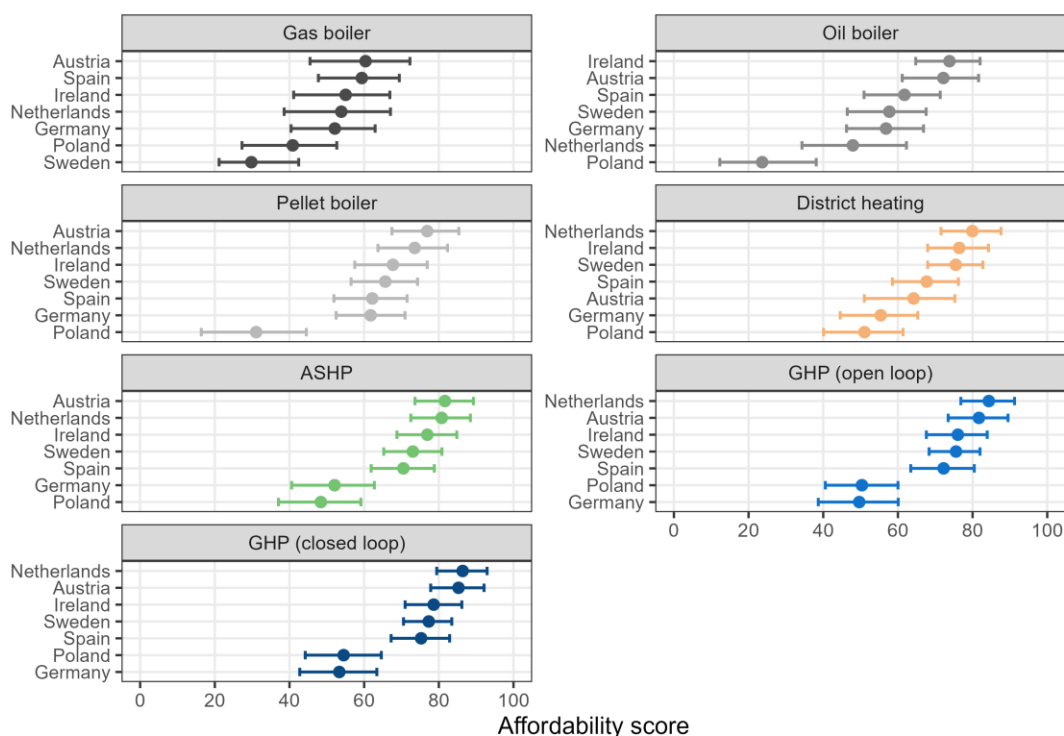 Gas boiler
Austria
Spain
Ireland
Netherlands
Germany
Poland
Sweden
Oil boiler
Ireland
Austria
Spain
Sweden
Germany
Netherlands
Poland
Pellet boiler
Austria
Netherlands
Ireland
Sweden
Spain
Germany
Poland
District heating
Netherlands
Ireland
Sweden
Spain
Austria
Germany
Poland
ASHP
Austria
Netherlands
Ireland
Sweden
Spain
Germany
Poland
GHP (open loop)
Netherlands
Austria
Ireland
Sweden
Spain
Poland
Germany
0 20 40 60 80 100
GHP (closed loop)
Netherlands
Austria
Ireland
Sweden
Spain
Poland
Germany
0 20 40 60 80 100
Affordability score